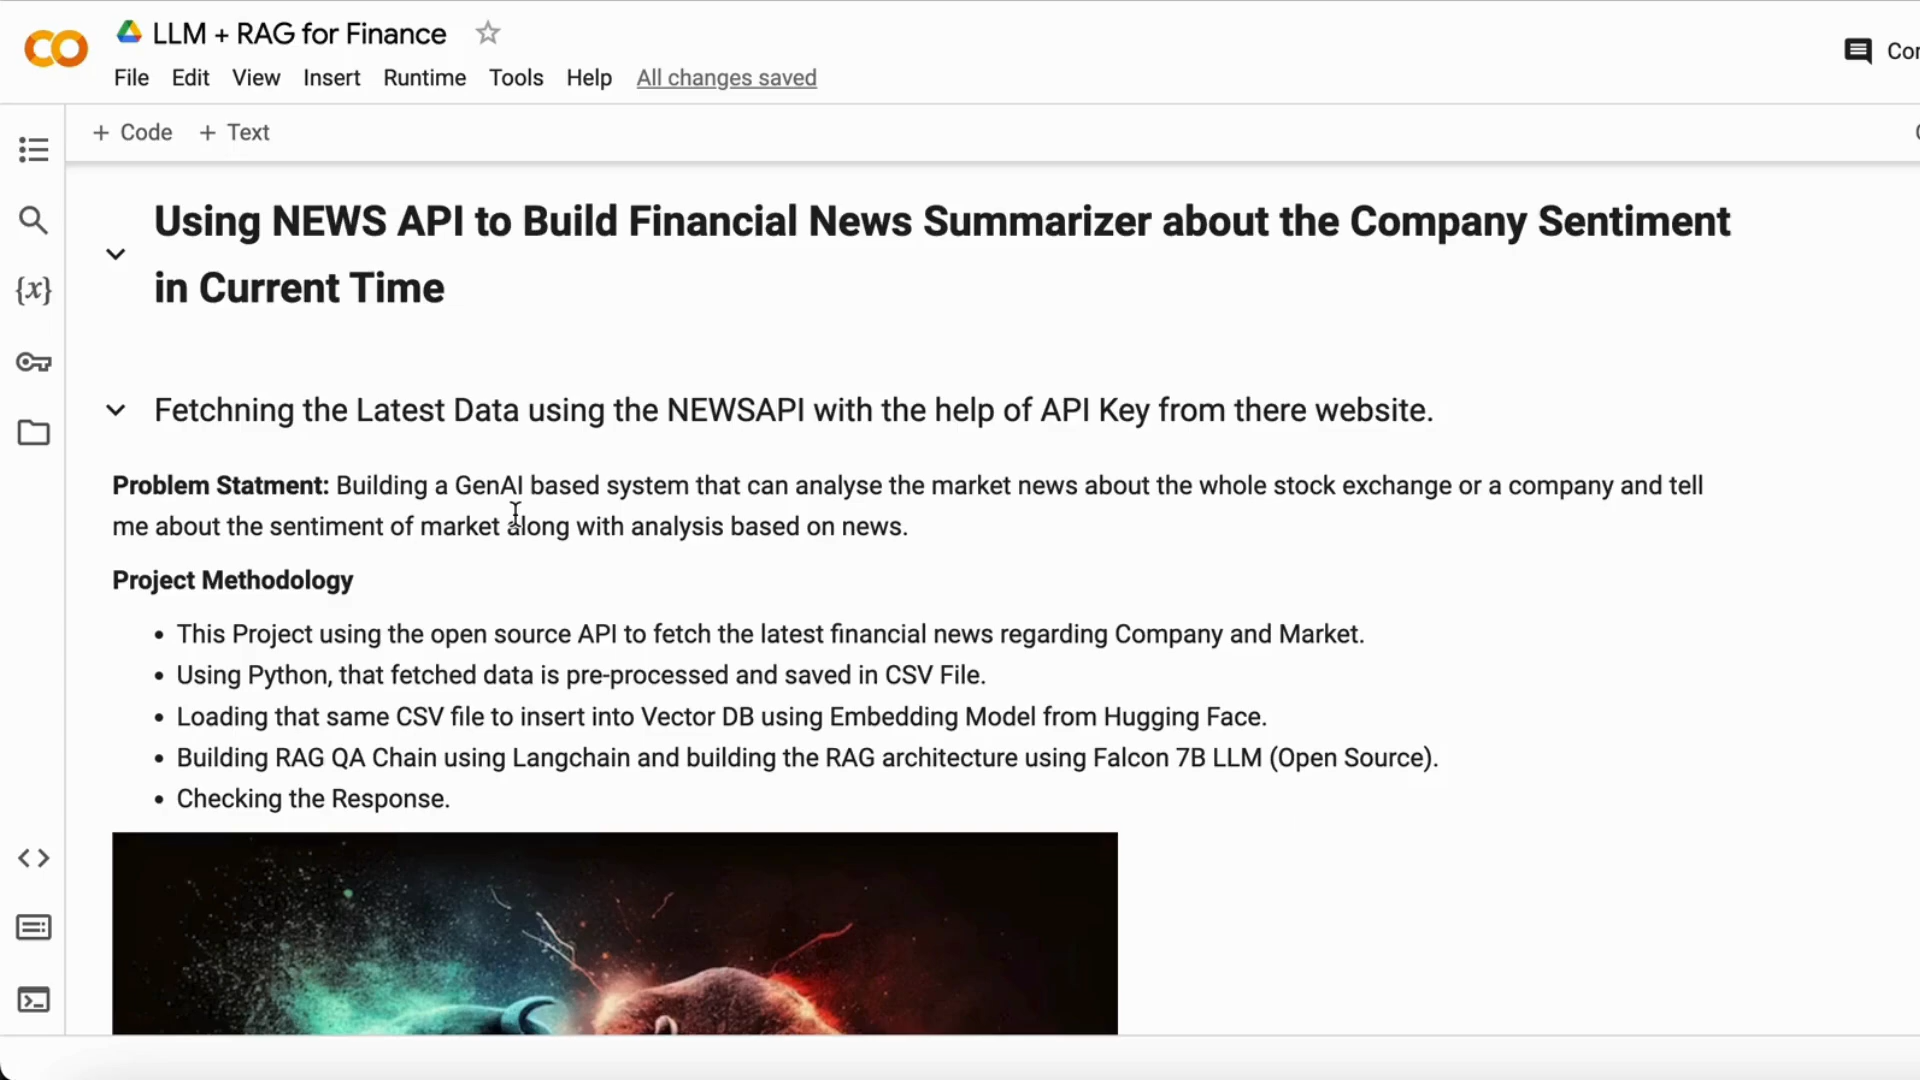 LLM + RAG for Finance
File Edit View Insert Runtime Tools Help All changes saved
+ Code + Text
Using NEWS API to Build Financial News Summarizer about the Company Sentiment
in Current Time
{x}
Fetchning the Latest Data using the NEWSAPI with the help of API Key from there website.
Problem Statment: Building a GenAI based system that can analyse the market news about the whole stock exchange or a company and tell
me about the sentiment of market along with analysis based on news.
Project Methodology
• This Project using the open source API to fetch the latest financial news regarding Company and Market.
• Using Python, that fetched data is pre-processed and saved in CSV File.
• Loading that same CSV file to insert into Vector DB using Embedding Model from Hugging Face.
• Building RAG QA Chain using Langchain and building the RAG architecture using Falcon 7B LLM (Open Source).
• Checking the Response.